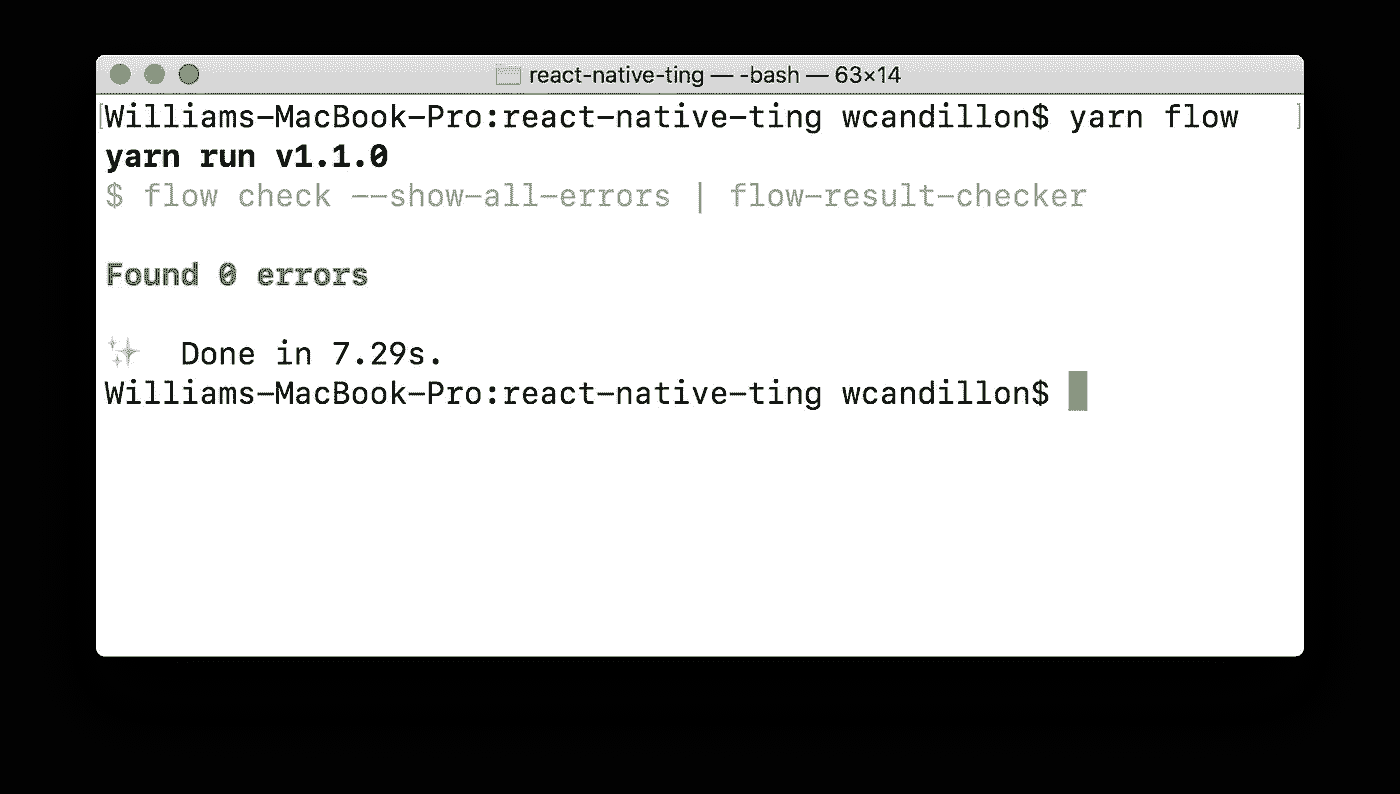 react-native-ting — -bash — 63×14
[Williams-MacBook-Pro:react-native-ting wcandillon$ yarn flow ]
yarn run v1.1.0
$ flow check --show-all-errors | flow-result-checker
Found 0 errors
✨ Done in 7.29s.
Williams-MacBook-Pro:react-native-ting wcandillon$